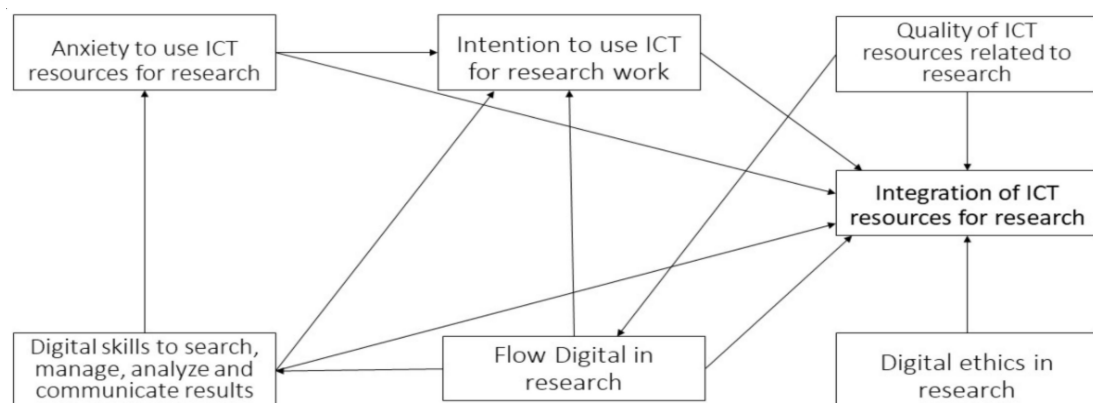 Anxiety to use ICT
resources for research
Intention to use ICT
for research work
Quality of ICT
resources related to
research
Integration of ICT
resources for research
Digital skills to search,
manage, analyze and
communicate results
Flow Digital in
research
Digital ethics in
research